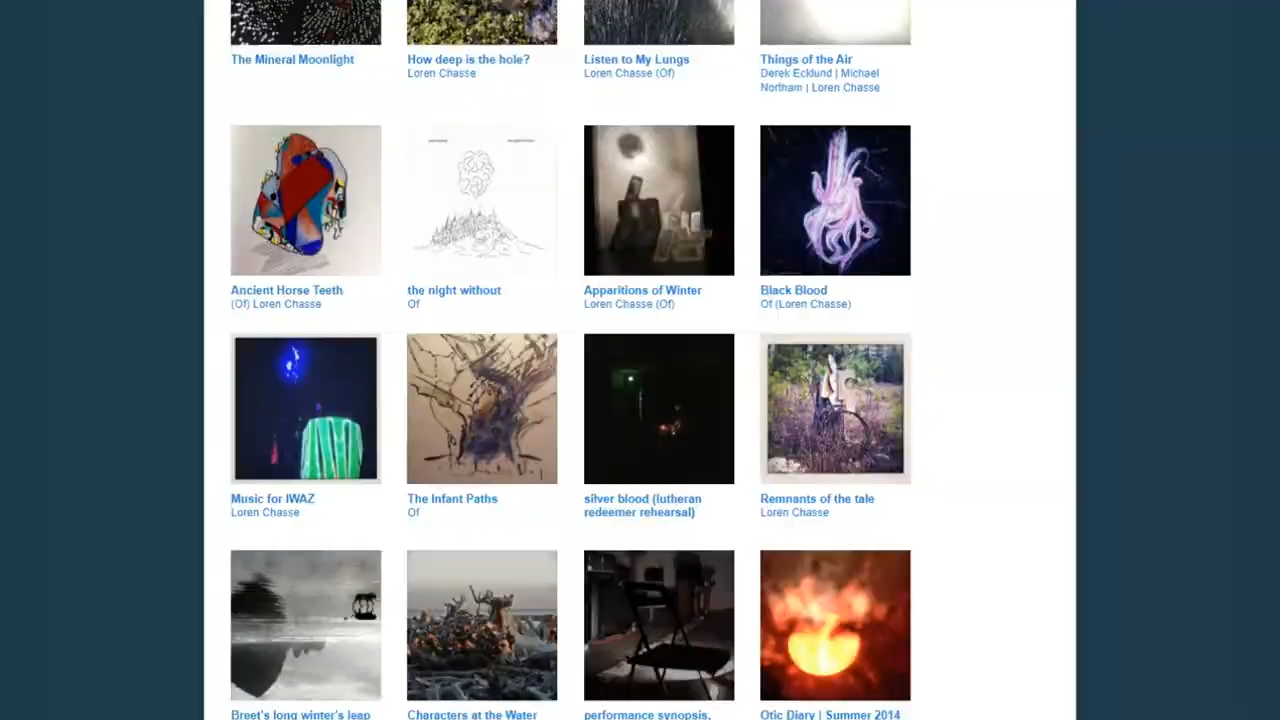 The Mineral Moonlight
How deep is the hole?
Loren Chasse
Listen to My Lungs
Loren Chasse (Of)
Things of the Air
Derek Ecklund | Michael
Northam | Loren Chasse
Ancient Horse Teeth
(Of) Loren Chasse
the night without
Of
Apparitions of Winter
Loren Chasse (Of)
Black Blood
Of (Loren Chasse)
Music for IWAZ
Loren Chasse
The Infant Paths
Of
silver blood (lutheran
redeemer rehearsal)
Remnants of the tale
Loren Chasse
Breet's long winter's leap
Characters at the Water
performance synopsis,
Otic Diary | Summer 2014